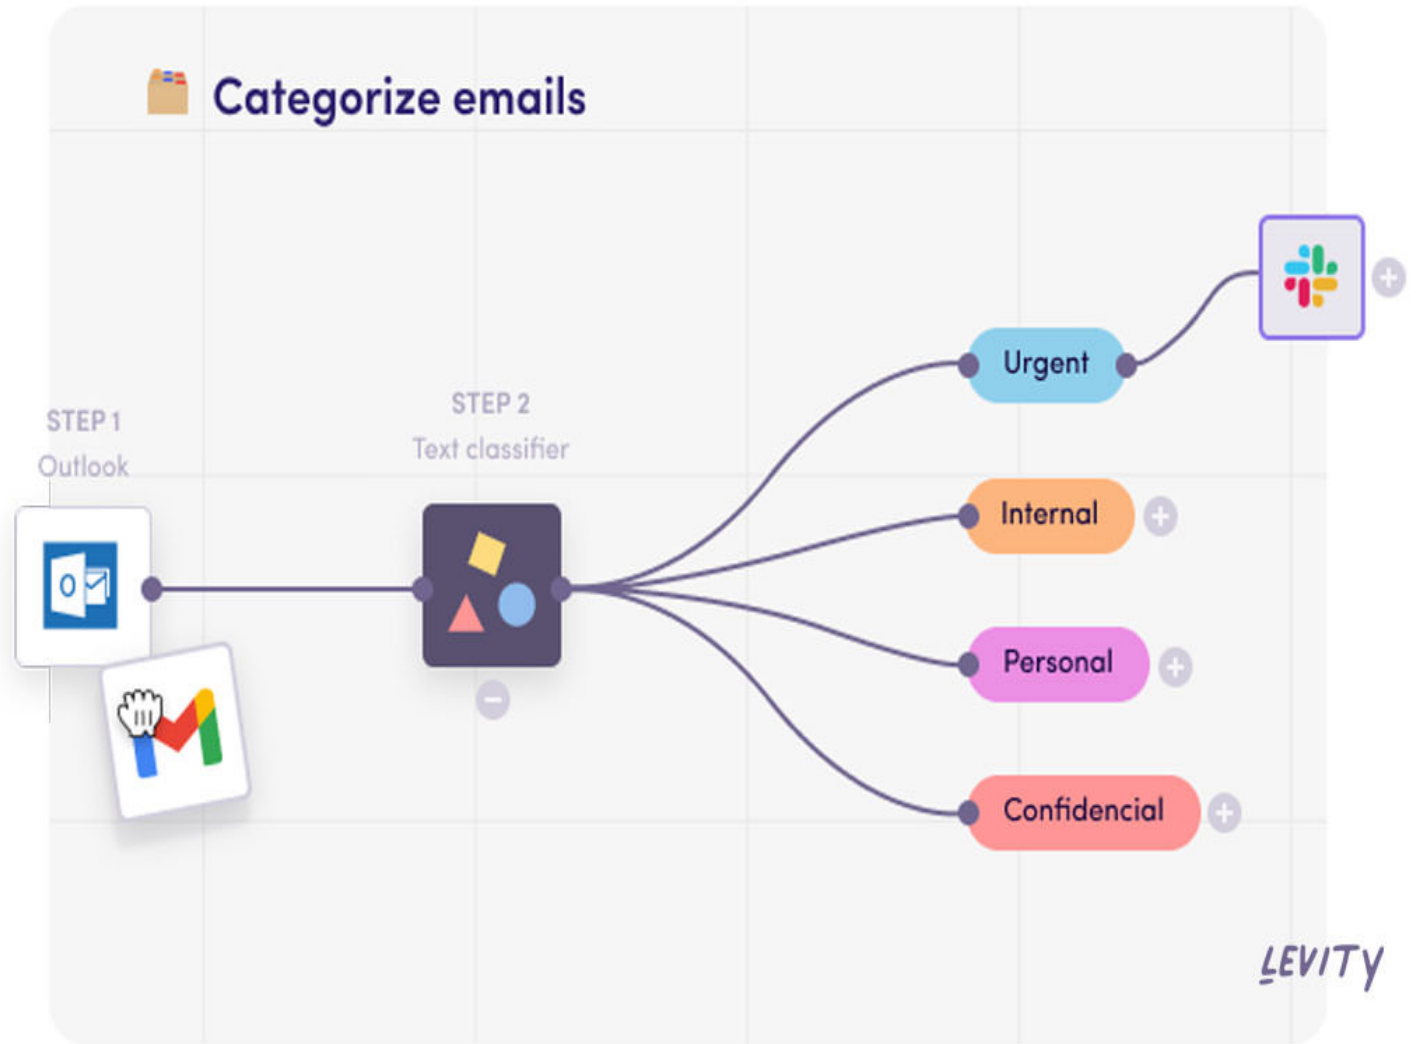 Categorize emails
STEP 1
Outlook
STEP 2
Text classifier
Urgent
Internal
Personal
Confidencial
LEVITY